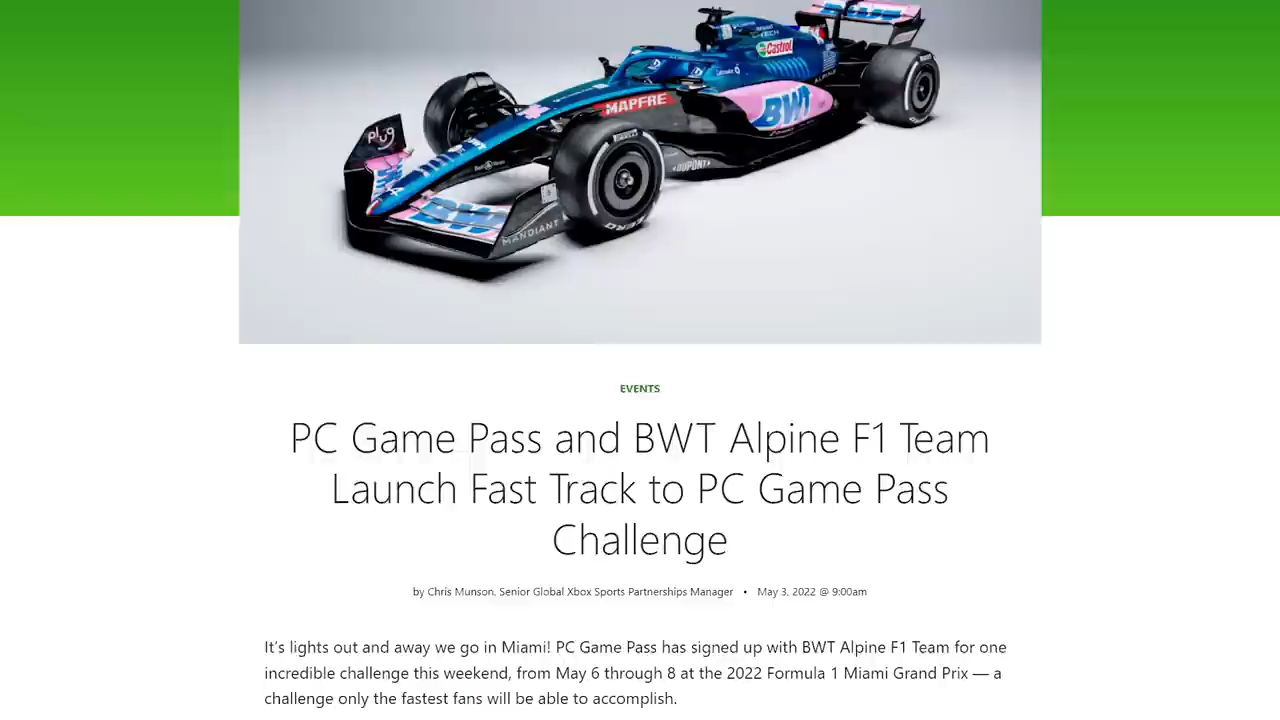 Castrol
MAPFRE
BWT
plug
DUPONT
BWT
MANDIANT
EVENTS
PC Game Pass and BWT Alpine F1 Team
Launch Fast Track to PC Game Pass
Challenge
by Chris Munson, Senior Global Xbox Sports Partnerships Manager • May 3, 2022 @ 9:00am
It’s lights out and away we go in Miami! PC Game Pass has signed up with BWT Alpine F1 Team for one
incredible challenge this weekend, from May 6 through 8 at the 2022 Formula 1 Miami Grand Prix — a
challenge only the fastest fans will be able to accomplish.